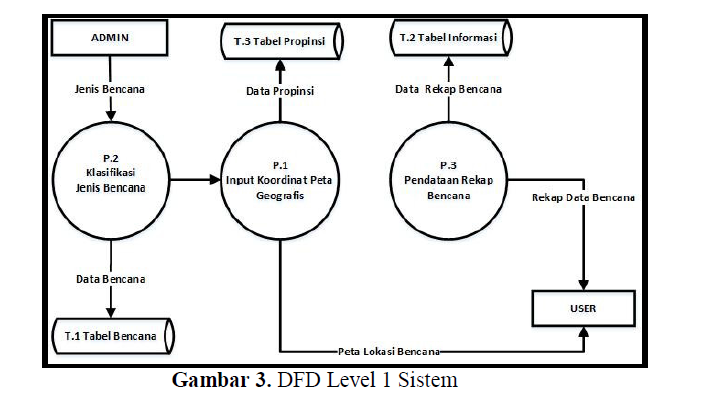 ADMIN
T.3 Tabel Propinsi
T.2 Tabel Informasi
Jenis Bencana
Data Propinsi
Data Rekap Bencana
P.2
Klasifikasi
Jenis Bencana
P.1
Input Koordinat Peta
Geografis
P.3
Pendataan Rekap
Bencana
Rekap Data Bencana
Data Bencana
USER
T.1 Tabel Bencana
Peta Lokasi Bencana
Gambar 3. DFD Level 1 Sistem